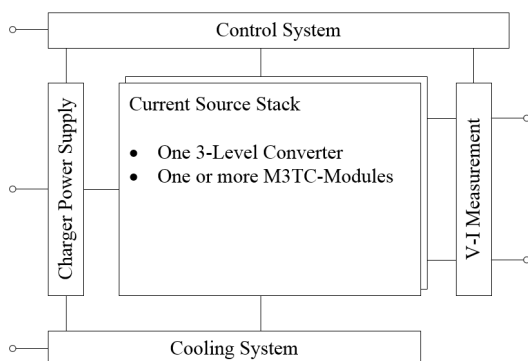 Control System
Charger Power Supply
Current Source Stack
• One 3-Level Converter
• One or more M3TC-Modules
V-I Measurement
Cooling System